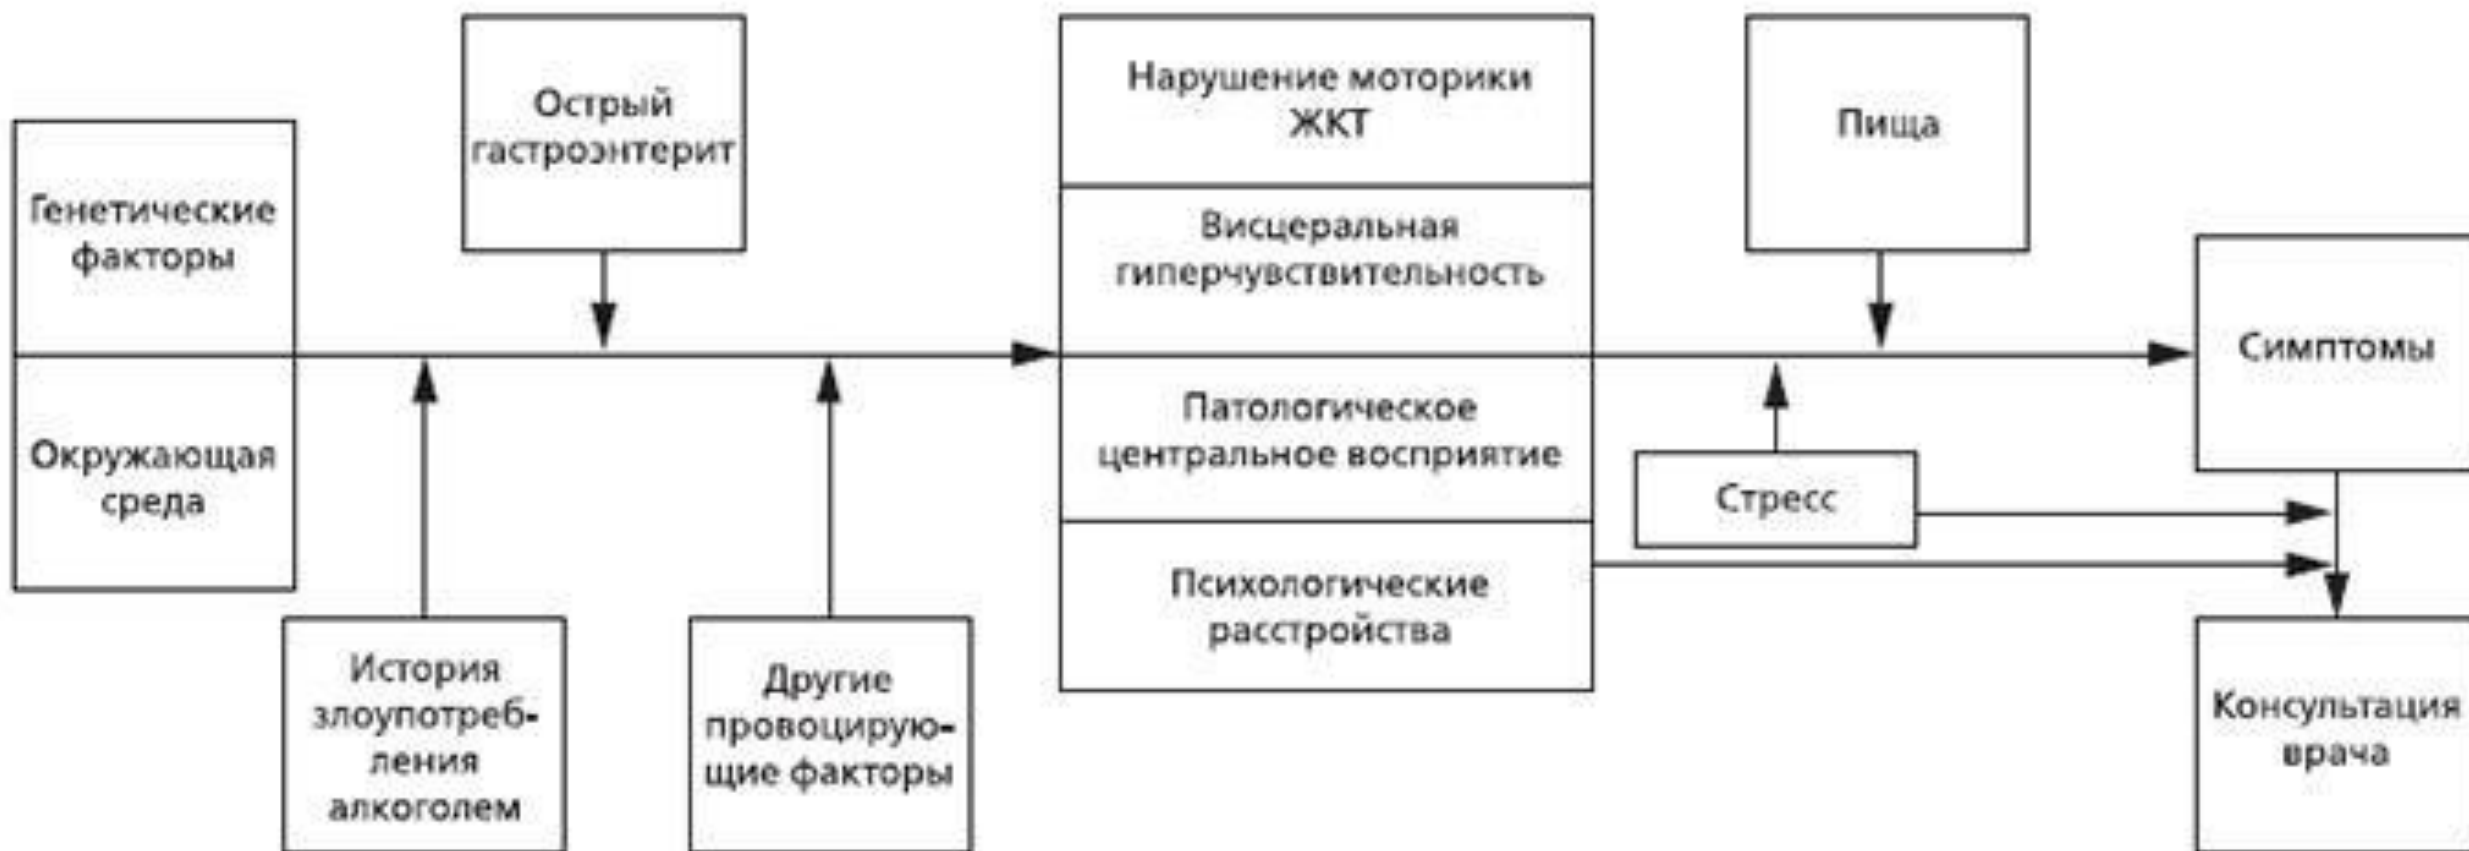 Генетические
факторы
Окружающая
среда
Острый
гастроэнтерит
История
злоупотреб-
ления
алкоголем
Другие
провоцирую-
щие факторы
Нарушение моторики
ЖКТ
Висцеральная
гиперчувствительность
Патологическое
центральное восприятие
Психологические
расстройства
Пища
Стресс
Симптомы
Консультация
врача